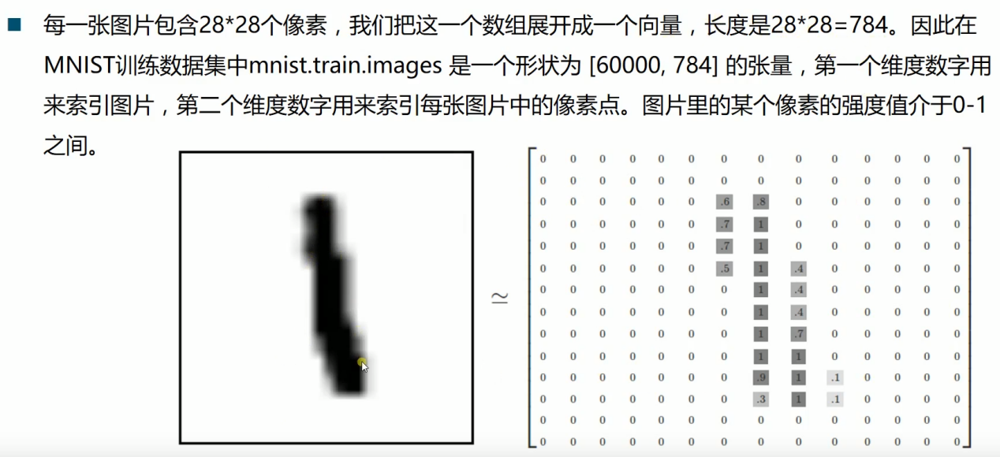 每一张图片包含28*28个像素，我们把这一个数组展开成一个向量，长度是28*28=784。因此在
MNIST训练数据集中mnist.train.images 是一个形状为 [60000, 784] 的张量，第一个维度数字用
来索引图片，第二个维度数字用来索引每张图片中的像素点。图片里的某个像素的强度值介于0-1
之间。
≃
0 0 0 0 0 0 0 0 0 0 0 0 0 0
0 0 0 0 0 0 0 0 0 0 0 0 0 0
0 0 0 0 0 0 .6 .8 0 0 0 0 0 0
0 0 0 0 0 0 .7 1 0 0 0 0 0 0
0 0 0 0 0 0 .7 1 0 0 0 0 0 0
0 0 0 0 0 0 .5 1 .4 0 0 0 0 0
0 0 0 0 0 0 0 1 .4 0 0 0 0 0
0 0 0 0 0 0 0 1 .4 0 0 0 0 0
0 0 0 0 0 0 0 1 .7 0 0 0 0 0
0 0 0 0 0 0 0 1 1 0 0 0 0 0
0 0 0 0 0 0 0 .9 1 .1 0 0 0 0
0 0 0 0 0 0 0 .3 1 .1 0 0 0 0
0 0 0 0 0 0 0 0 0 0 0 0 0 0
0 0 0 0 0 0 0 0 0 0 0 0 0 0